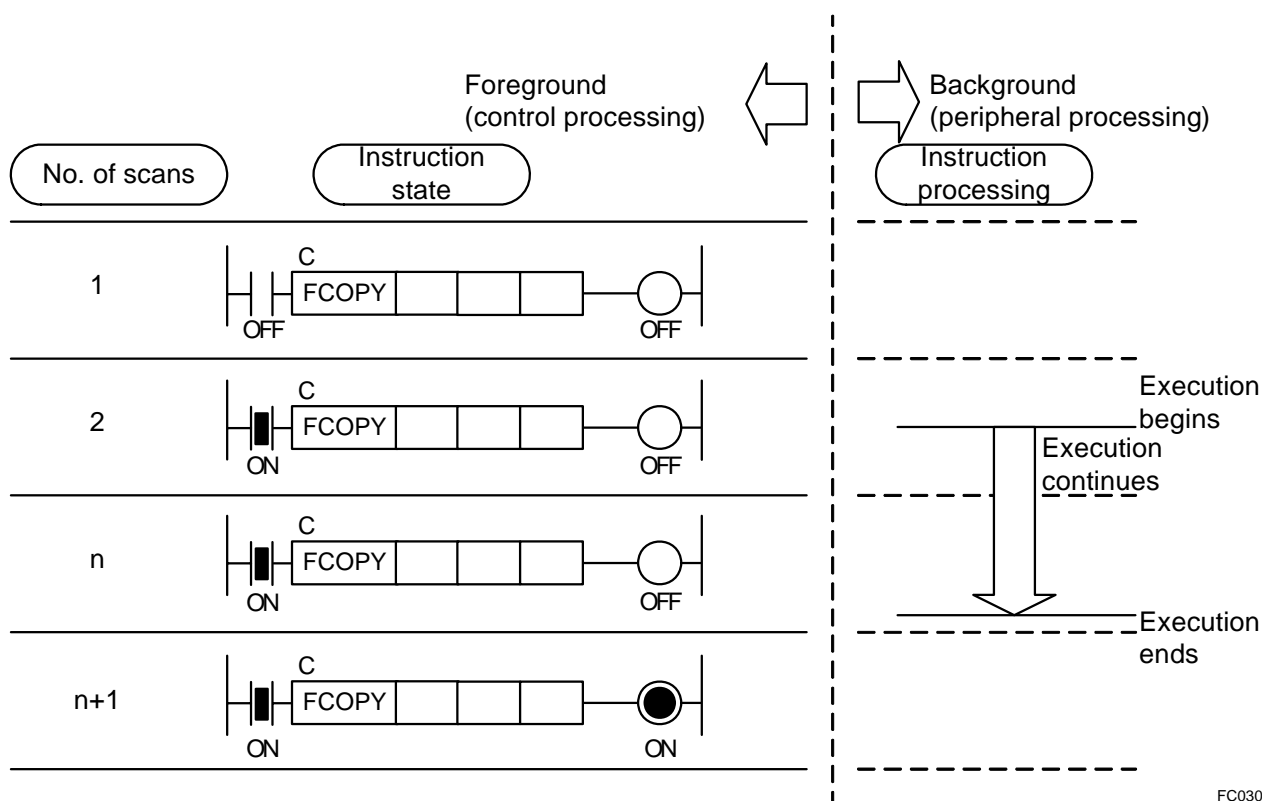 Foreground
(control processing)
Background
(peripheral processing)
No. of scans
Instruction
state
Instruction
processing
1
C
FCOPY
OFF
OFF
2
C
FCOPY
ON
OFF
Execution
begins
Execution
continues
n
C
FCOPY
ON
OFF
Execution
ends
n+1
C
FCOPY
ON
ON
FC030